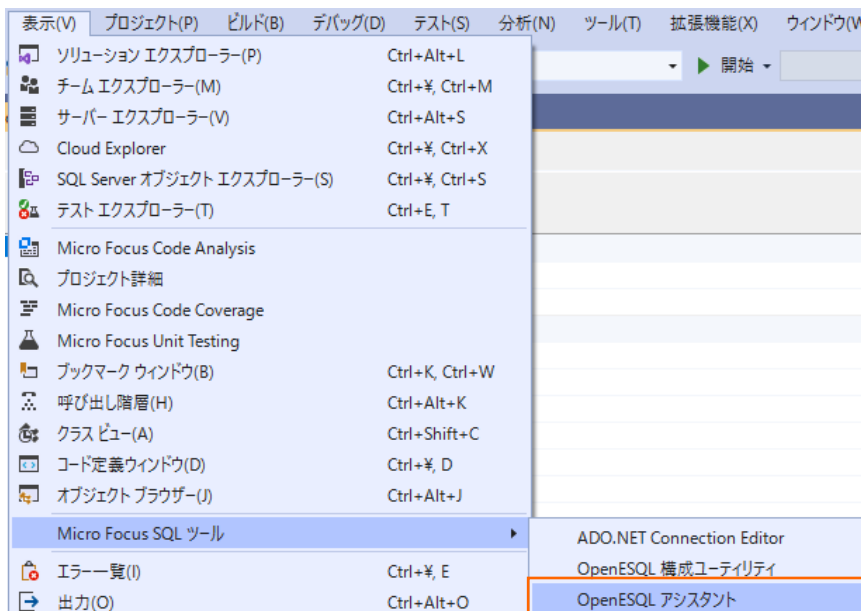 表示(V) プロジェクト(P) ビルド(B) デバッグ(D) テスト(S) 分析(N) ツール(T) 拡張機能(X) ウィンドウ(W
開始
ソリューション エクスプローラー(P) Ctrl+Alt+L
チーム エクスプローラー(M) Ctrl+¥, Ctrl+M
サーバー エクスプローラー(V) Ctrl+Alt+S
Cloud Explorer Ctrl+¥, Ctrl+X
SQL Server オブジェクト エクスプローラー(S) Ctrl+¥, Ctrl+S
テスト エクスプローラー(T) Ctrl+E, T
Micro Focus Code Analysis
プロジェクト詳細
Micro Focus Code Coverage
Micro Focus Unit Testing
ブックマーク ウィンドウ(B) Ctrl+K, Ctrl+W
呼び出し階層(H) Ctrl+Alt+K
クラス ビュー(A) Ctrl+Shift+C
コード定義ウィンドウ(D) Ctrl+¥, D
オブジェクト ブラウザー(J) Ctrl+Alt+J
Micro Focus SQL ツール
ADO.NET Connection Editor
エラー一覧(I) Ctrl+¥, E
OpenESQL 構成ユーティリティ
出力(O) Ctrl+Alt+O
OpenESQL アシスタント